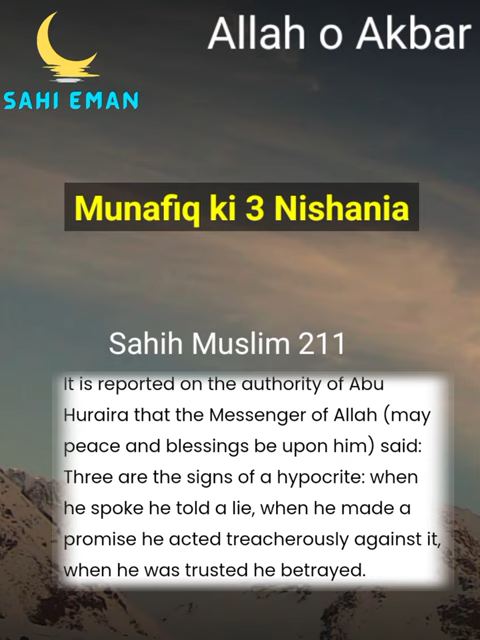 Allah o Akbar
SAHI EMAN
Munafiq ki 3 Nishania
Sahih Muslim 211
It is reported on the authority of Abu
Huraira that the Messenger of Allah (may
peace and blessings be upon him) said:
Three are the signs of a hypocrite: when
he spoke he told a lie, when he made a
promise he acted treacherously against it,
when he was trusted he betrayed.